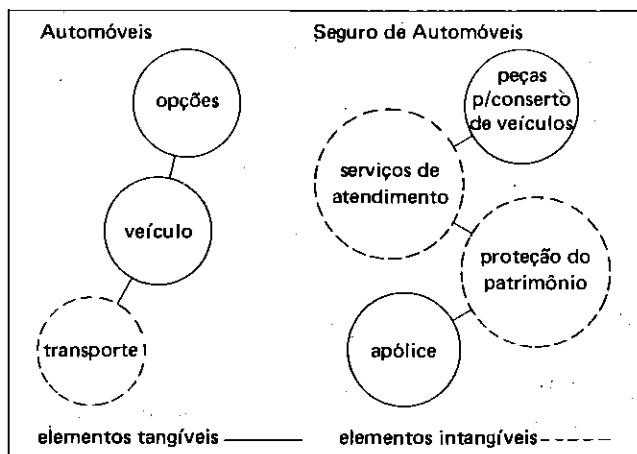 Automóveis
opções
veículo
transporte
elementos tangíveis
Seguro de Automóveis
peças
p/conserto
de veículos
serviços de
atendimento
proteção do
patrimônio
apólice
elementos intangíveis